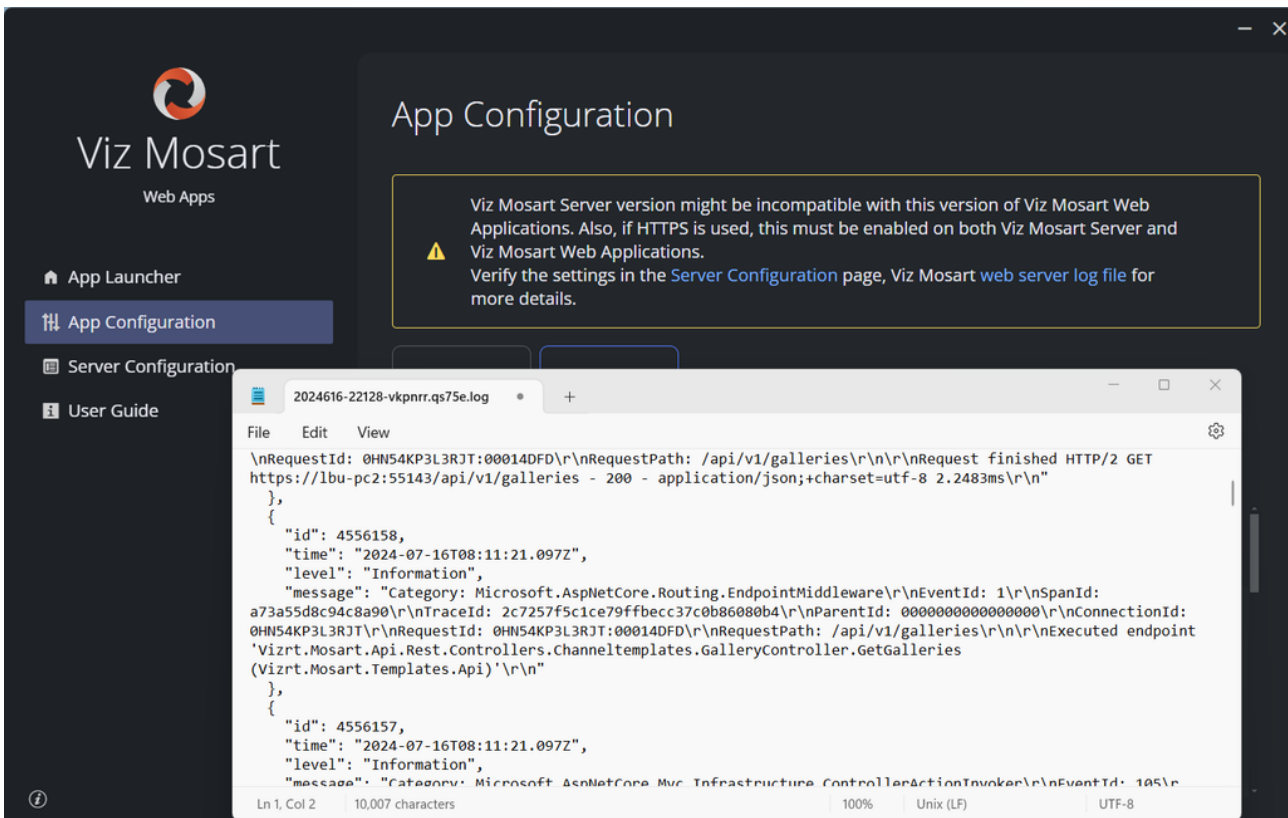 Viz Mosart
Web Apps
App Launcher
App Configuration
Server Configuration
User Guide
App Configuration
Viz Mosart Server version might be incompatible with this version of Viz Mosart Web
Applications. Also, if HTTPS is used, this must be enabled on both Viz Mosart Server and
Viz Mosart Web Applications.
Verify the settings in the Server Configuration page, Viz Mosart web server log file for
more details.
2024616-22128-vkpnrr.qs75e.log
File Edit View
\nRequestId: 0HN54KP3L3RJT:00014DFD\r\nRequestPath: /api/v1/galleries\r\n\r\nRequest finished HTTP/2 GET
https://lbu-pc2:55143/api/v1/galleries - 200 - application/json;+charset=utf-8 2.2483ms\r\n"
},
{
"id": 4556158,
"time": "2024-07-16T08:11:21.097Z",
"level": "Information",
"message": "Category: Microsoft.AspNetCore.Routing.EndpointMiddleware\r\nEventId: 1\r\nSpanId:
a73a55d8c94c8a90\r\nTraceId: 2c7257f5c1ce79ffbecc37c0b86080b4\r\nParentId: 0000000000000000\r\nConnectionId:
0HN54KP3L3RJT\r\nRequestId: 0HN54KP3L3RJT:00014DFD\r\nRequestPath: /api/v1/galleries\r\n\r\nExecuted endpoint
'Vizrt.Mosart.Api.Rest.Controllers.Channeltemplates.GalleryController.GetGalleries
(Vizrt.Mosart.Templates.Api)'\r\n"
},
{
"id": 4556157,
"time": "2024-07-16T08:11:21.097Z",
"level": "Information",
"message": "Category: Microsoft.AspNetCore.Mvc.Infrastructure.ControllerActionInvoker\r\nEventId: 105\r
Ln 1, Col 2 10,007 characters 100% Unix (LF) UTF-8